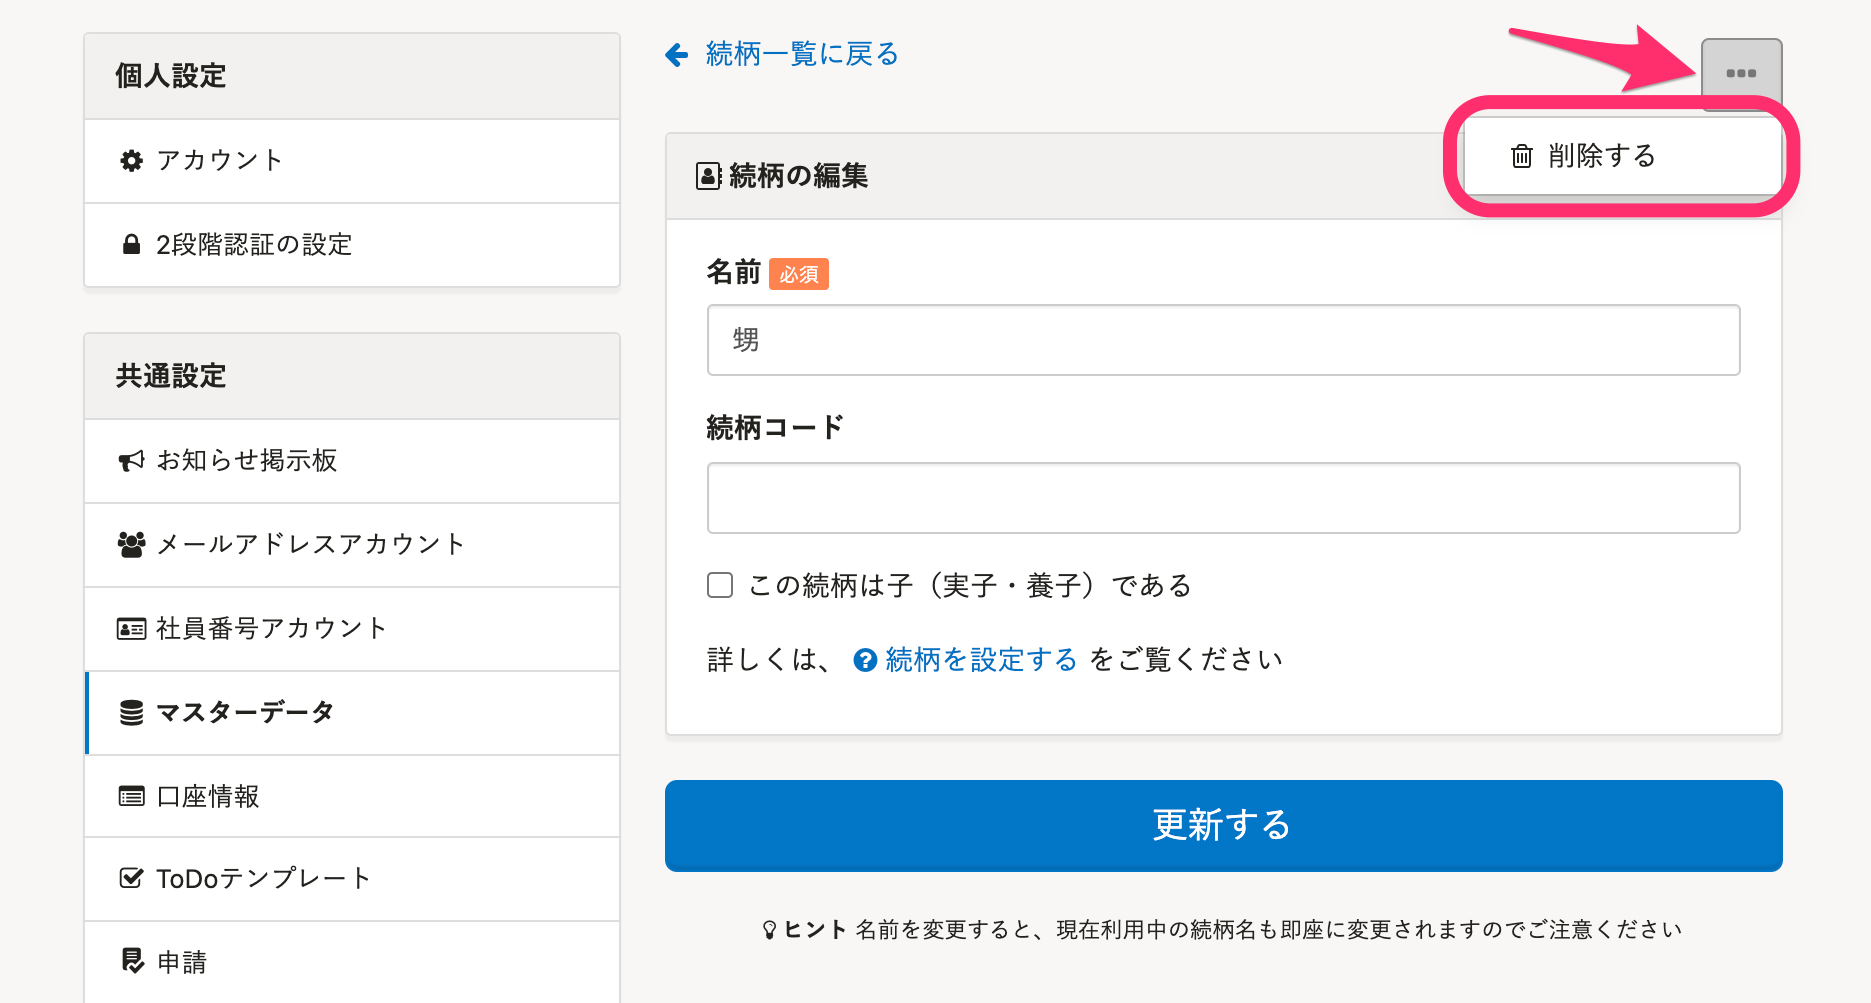 個人設定
アカウント
2段階認証の設定
共通設定
お知らせ掲示板
メールアドレスアカウント
社員番号アカウント
マスターデータ
口座情報
ToDoテンプレート
申請
続柄一覧に戻る
削除する
続柄の編集
名前 必須
甥
続柄コード
この続柄は子（実子・養子）である
詳しくは、 続柄を設定する をご覧ください
更新する
ヒント 名前を変更すると、現在利用中の続柄名も即座に変更されますのでご注意ください